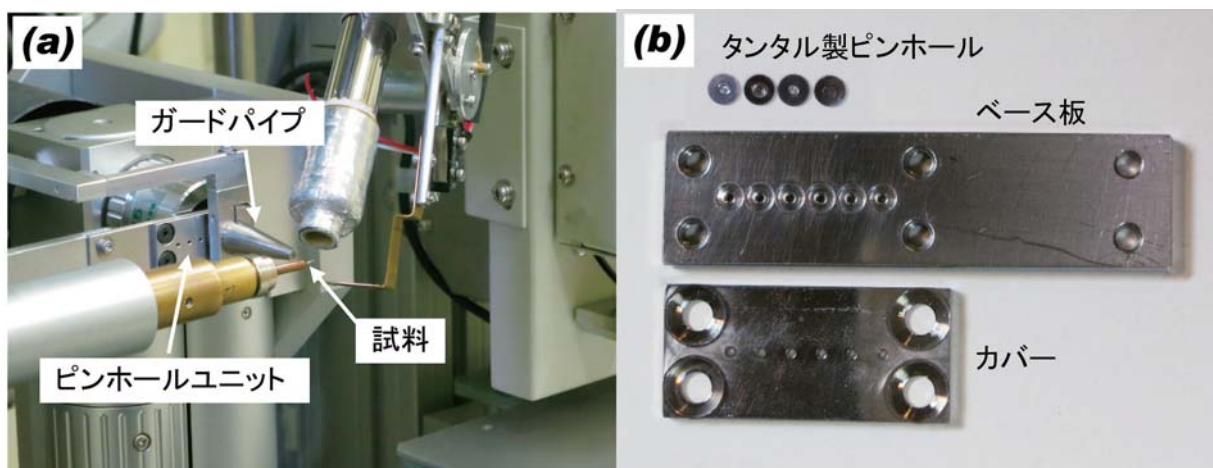 (a)
ガードパイプ
試料
ピンホールユニット
(b)
タンタル製ピンホール
ベース板
カバー